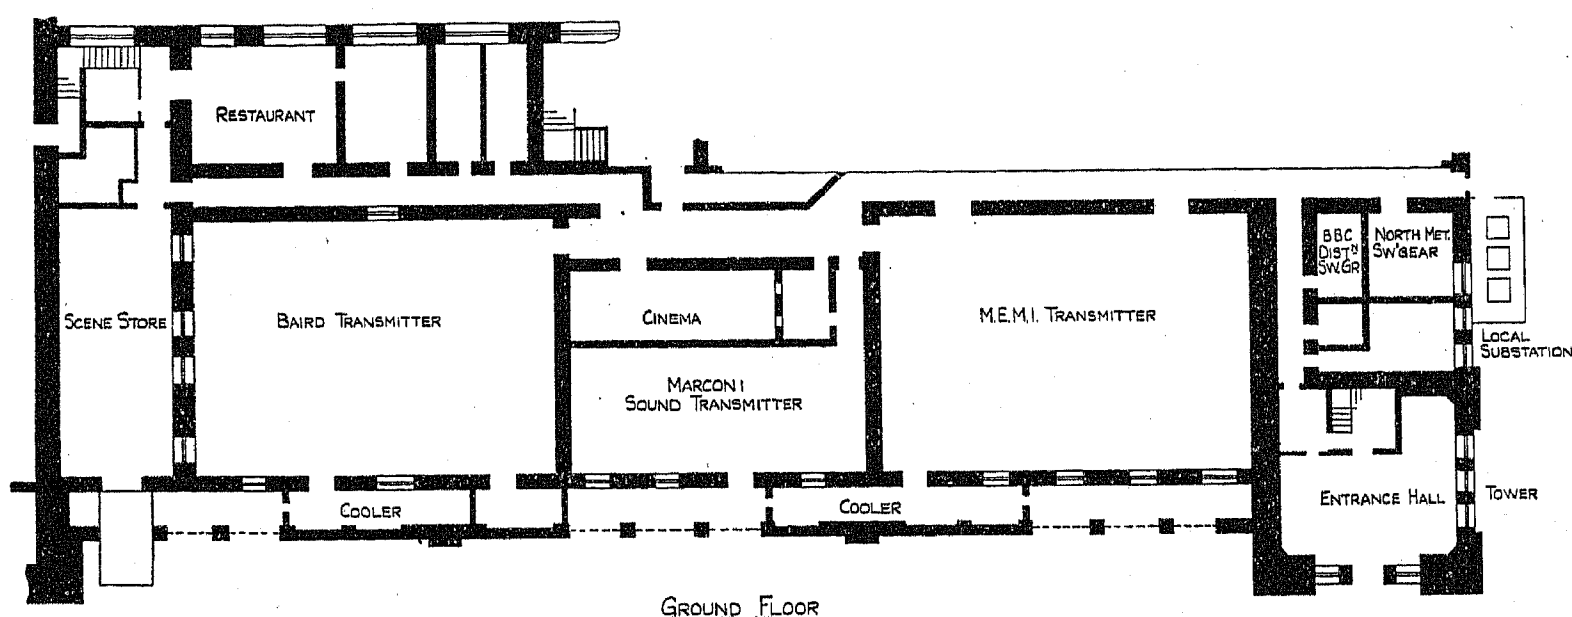 RESTAURANT
BBC
DISTN
SW.GR
NORTH MET.
SW'GEAR
SCENE STORE
BAIRD TRANSMITTER
CINEMA
M.E.M.I. TRANSMITTER
LOCAL
SUBSTATION
MARCONI
SOUND TRANSMITTER
COOLER
COOLER
ENTRANCE HALL
TOWER
GROUND FLOOR